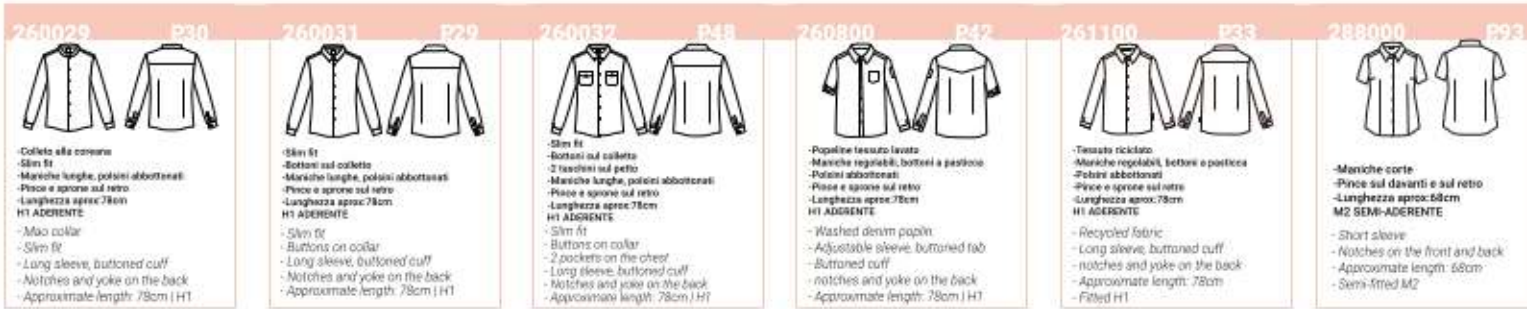 260029 P30
-Colleto alla coreana
-Slim fit
-Maniche lunghe, polsini abbottonati
-Pince e sprone sul retro
-Lunghezza aprox:78cm
H1 ADERENTE
- Mao collar
- Slim fit
- Long sleeve, buttoned cuff
- Notches and yoke on the back
- Approximate length: 78cm | H1
260031 P29
-Slim fit
-Bottoni sul colletto
-Maniche lunghe, polsini abbottonati
-Pince e sprone sul retro
-Lunghezza aprox:78cm
H1 ADERENTE
- Slim fit
- Buttons on collar
- Long sleeve, buttoned cuff
- Notches and yoke on the back
- Approximate length: 78cm | H1
260032 P48
-Slim fit
-Bottoni sul colletto
-2 taschini sul petto
-Maniche lunghe, polsini abbottonati
-Pince e sprone sul retro
-Lunghezza aprox:78cm
H1 ADERENTE
- Slim fit
- Buttons on collar
- 2 pockets on the chest
- Long sleeve, buttoned cuff
- Notches and yoke on the back
- Approximate length: 78cm | H1
260800 P42
-Popeline tessuto lavato
-Maniche regolabili, bottoni a pasticca
-Polsini abbottonati
-Pince e sprone sul retro
-Lunghezza aprox:78cm
H1 ADERENTE
- Washed denim poplin
- Adjustable sleeve, buttoned tab
- Buttoned cuff
- notches and yoke on the back
- Approximate length: 78cm | H1
261100 P33
-Tessuto riciclato
-Maniche regolabili, bottoni a pasticca
-Polsini abbottonati
-Pince e sprone sul retro
-Lunghezza aprox:78cm
H1 ADERENTE
- Recycled fabric
- Long sleeve, buttoned cuff
- notches and yoke on the back
- Approximate length: 78cm
- Fitted H1
288000 P93
-Maniche corte
-Pince sul davanti e sul retro
-Lunghezza aprox:68cm
M2 SEMI-ADERENTE
- Short sleeve
- Notches on the front and back
- Approximate length: 68cm
- Semi-fitted M2